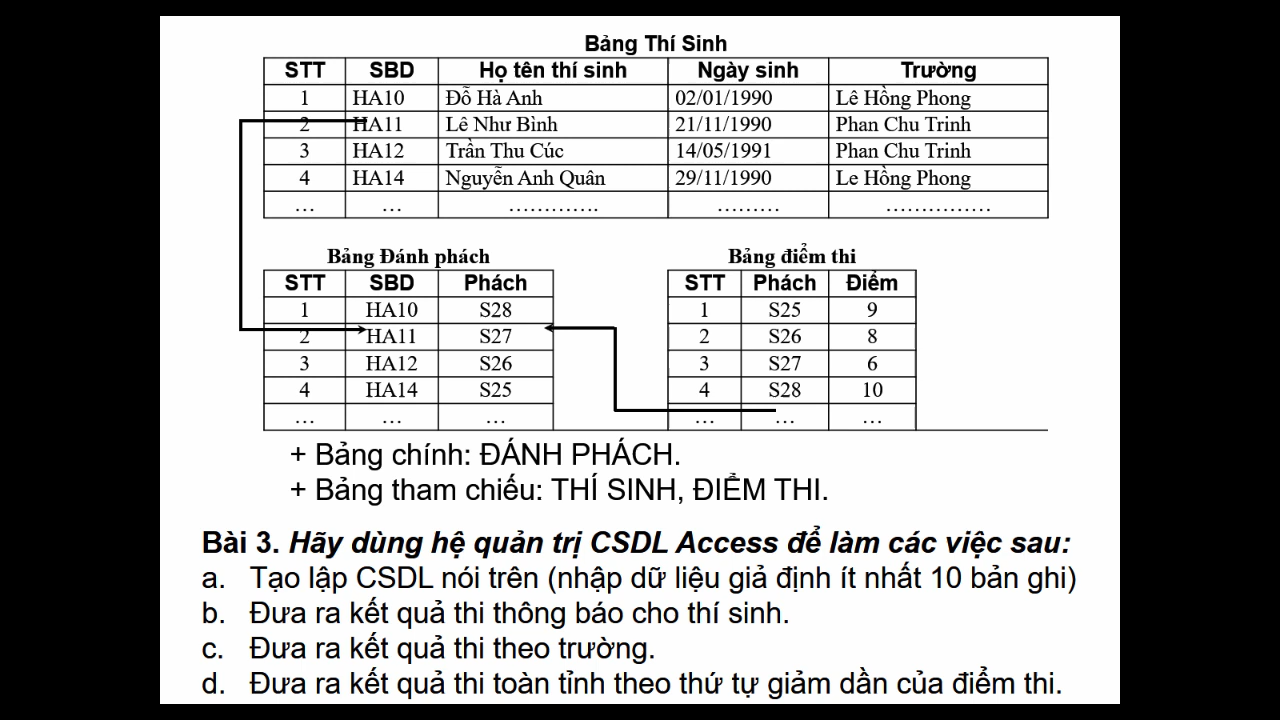 Bảng Thí Sinh
STT SBD Họ tên thí sinh Ngày sinh Trường
1 HA10 Đỗ Hà Anh 02/01/1990 Lê Hồng Phong
2 HA11 Lê Như Bình 21/11/1990 Phan Chu Trinh
3 HA12 Trần Thu Cúc 14/05/1991 Phan Chu Trinh
4 HA14 Nguyễn Anh Quân 29/11/1990 Le Hồng Phong
… … …………. ……… ……………
Bảng Đánh phách
STT SBD Phách
1 HA10 S28
2 HA11 S27
3 HA12 S26
4 HA14 S25
… … …
Bảng điểm thi
STT Phách Điểm
1 S25 9
2 S26 8
3 S27 6
4 S28 10
… … …
+ Bảng chính: ĐÁNH PHÁCH.
+ Bảng tham chiếu: THÍ SINH, ĐIỂM THI.
Bài 3. Hãy dùng hệ quản trị CSDL Access để làm các việc sau:
a. Tạo lập CSDL nói trên (nhập dữ liệu giả định ít nhất 10 bản ghi)
b. Đưa ra kết quả thi thông báo cho thí sinh.
c. Đưa ra kết quả thi theo trường.
d. Đưa ra kết quả thi toàn tỉnh theo thứ tự giảm dần của điểm thi.